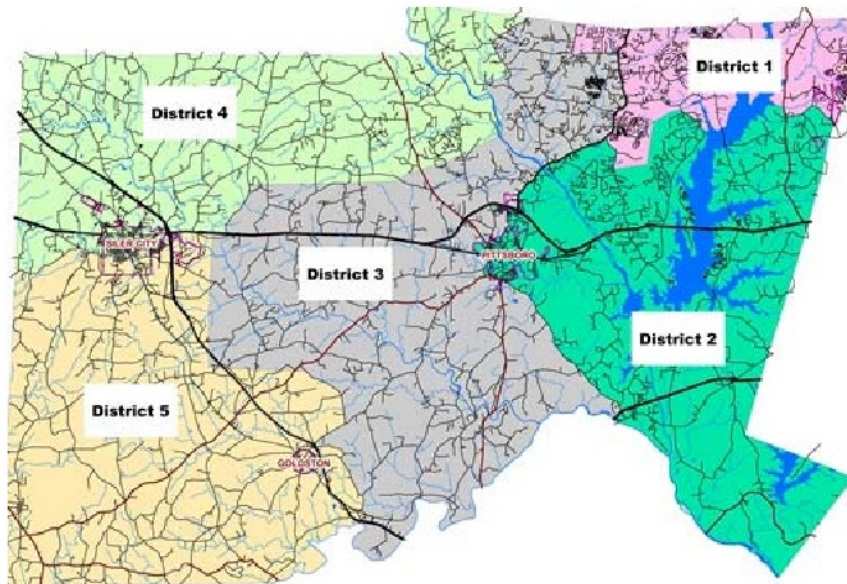 District 1
District 4
SILER CITY
PITTSBORO
District 3
District 2
District 5
GOLDSTON